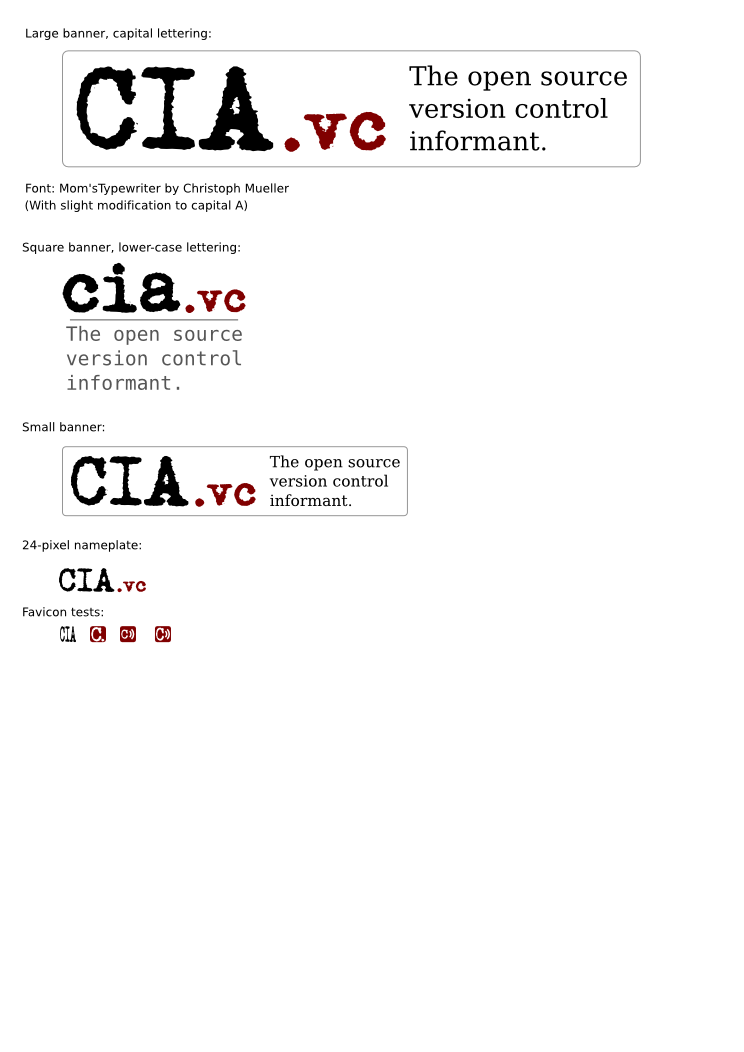 Large banner, capital lettering:
CIA.vc
The open source
version control
informant.
Font: Mom'sTypewriter by Christoph Mueller
(With slight modification to capital A)
Square banner, lower-case lettering:
cia.vc
The open source
version control
informant.
Small banner:
CIA.vc
The open source
version control
informant.
24-pixel nameplate:
CIA.vc
Favicon tests:
CIA C. C C